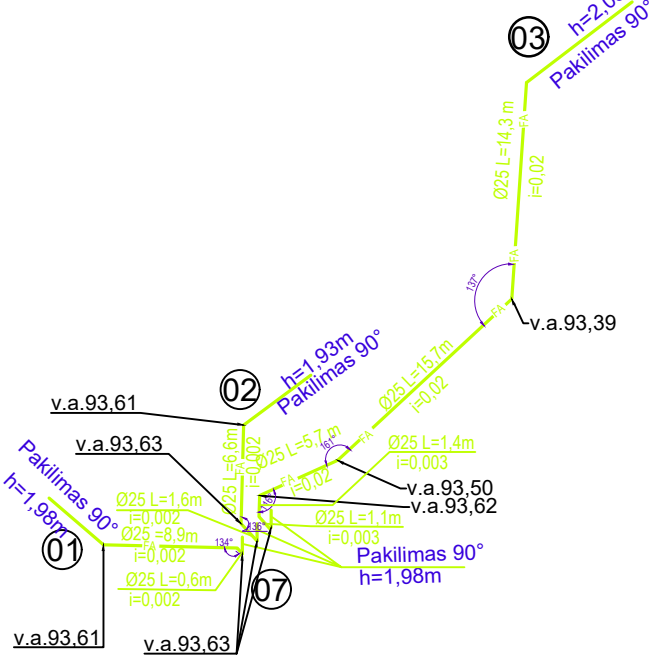 h=2,0
Pakilimas 90°
03
FA
Ø25 L=14,3 m
i=0,02
FA
137°
FA
v.a.93,39
h=1,93m
Pakilimas 90°
02
Ø25 L=15,7m
i=0,02
v.a.93,61
v.a.93,63
FA
Ø25 L=6,6m
i=0,002
Ø25 L=5,7 m
i=0,02
161°
FA
FA
Ø25 L=1,4m
i=0,003
v.a.93,50
v.a.93,62
Pakilimas 90°
h=1,98m
Ø25 L=1,6m
i=0,002
136°
Ø25 L=1,1m
i=0,003
01
Ø25 =8,9m
FA
i=0,002
134°
Pakilimas 90°
h=1,98m
Ø25 L=0,6m
i=0,002
07
v.a.93,61
v.a.93,63